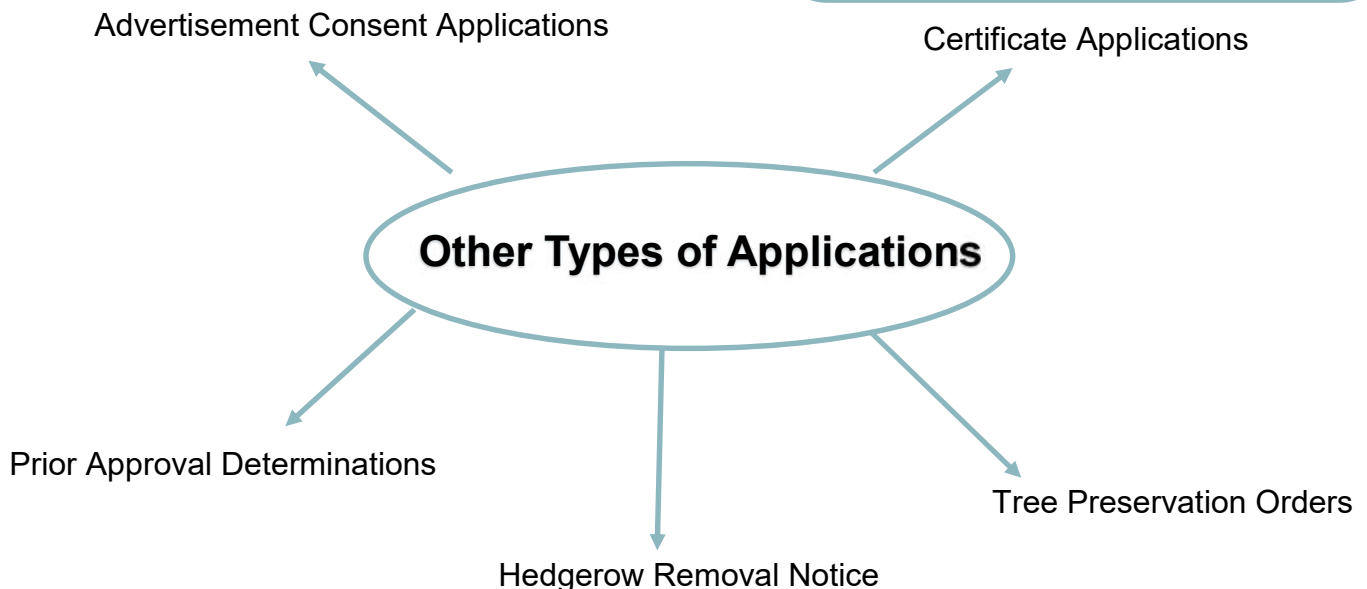 Advertisement Consent Applications
Certificate Applications
Other Types of Applications
Prior Approval Determinations
Tree Preservation Orders
Hedgerow Removal Notice